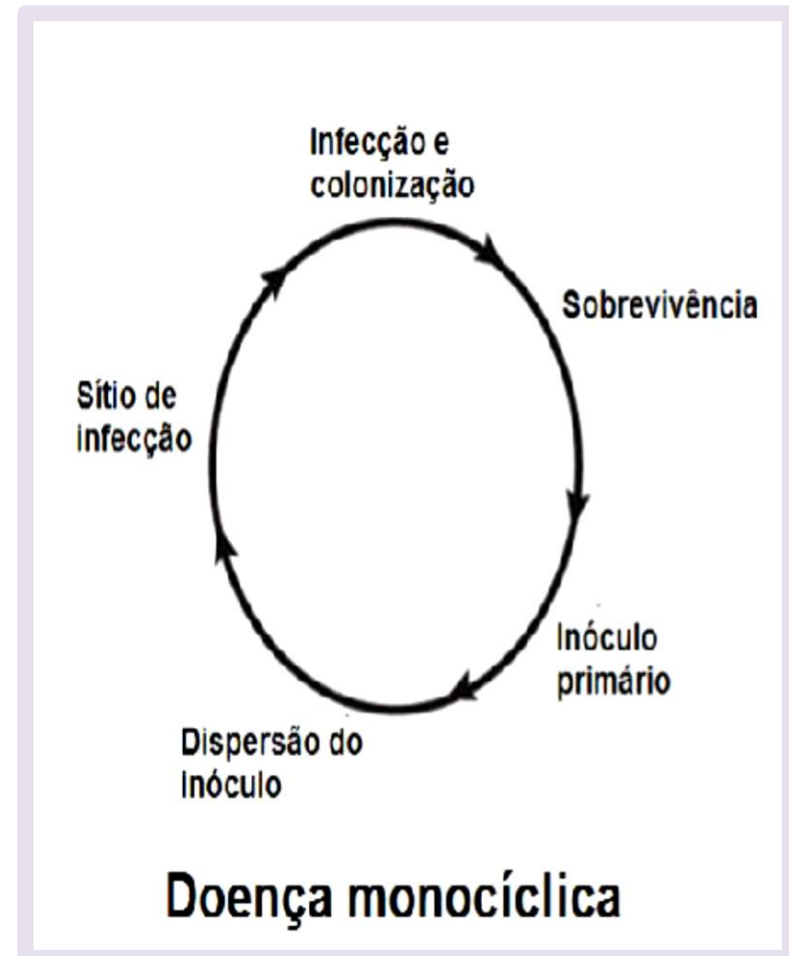 Infecção e
colonização
Sobrevivência
Sítio de
infecção
Inóculo
primário
Dispersão do
inóculo
Doença monocíclica